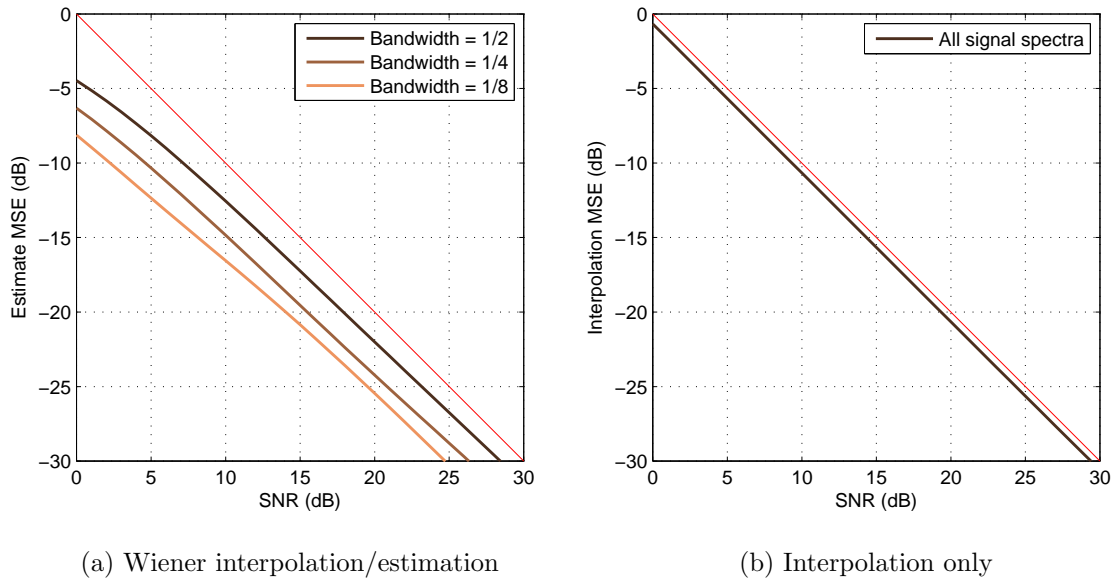 0
−5
−10
−15
−20
−25
−30
Estimate MSE (dB)
Bandwidth = 1/2
Bandwidth = 1/4
Bandwidth = 1/8
0 5 10 15 20 25 30
SNR (dB)
(a) Wiener interpolation/estimation
0
−5
−10
−15
−20
−25
−30
Interpolation MSE (dB)
All signal spectra
0 5 10 15 20 25 30
SNR (dB)
(b) Interpolation only